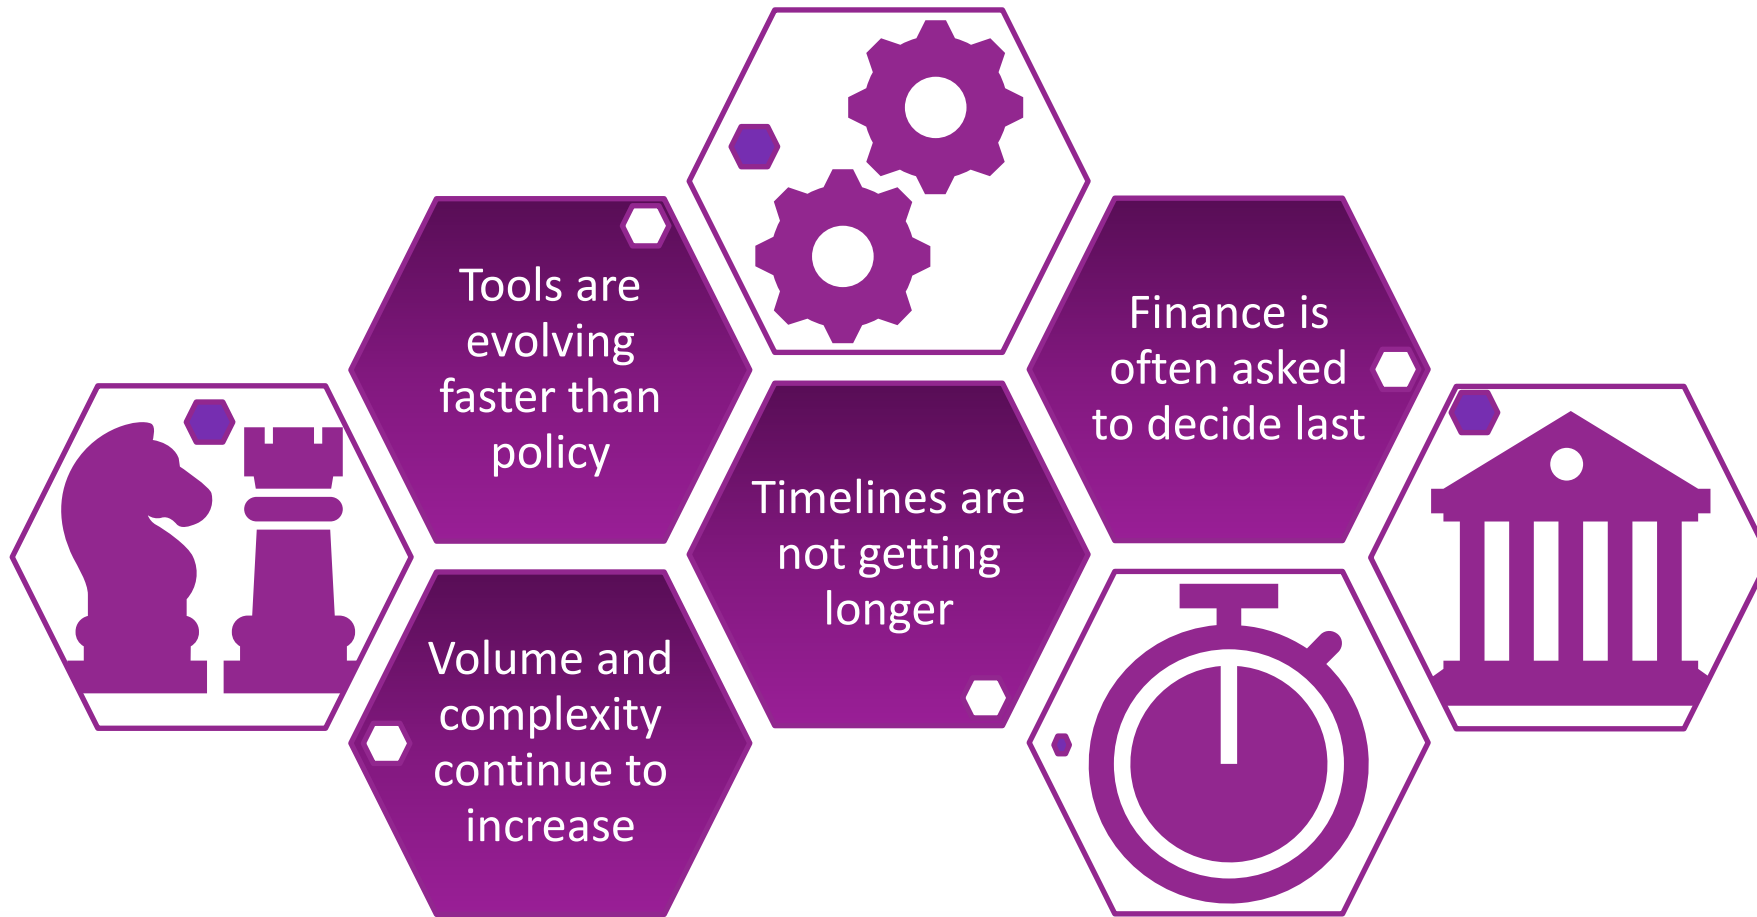 Tools are
evolving
faster than
policy
Finance is
often asked
to decide last
Timelines are
not getting
longer
Volume and
complexity
continue to
increase